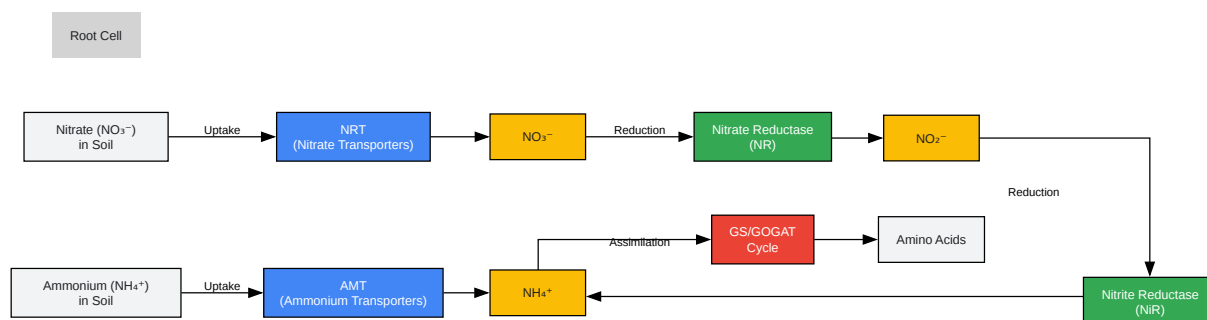 Root Cell
Nitrate (NO₃⁻)
in Soil
Uptake
NRT
(Nitrate Transporters)
NO₃⁻
Reduction
Nitrate Reductase
(NR)
NO₂⁻
Reduction
Assimilation
GS/GOGAT
Cycle
Amino Acids
Ammonium (NH₄⁺)
in Soil
Uptake
AMT
(Ammonium Transporters)
NH₄⁺
Nitrite Reductase
(NiR)